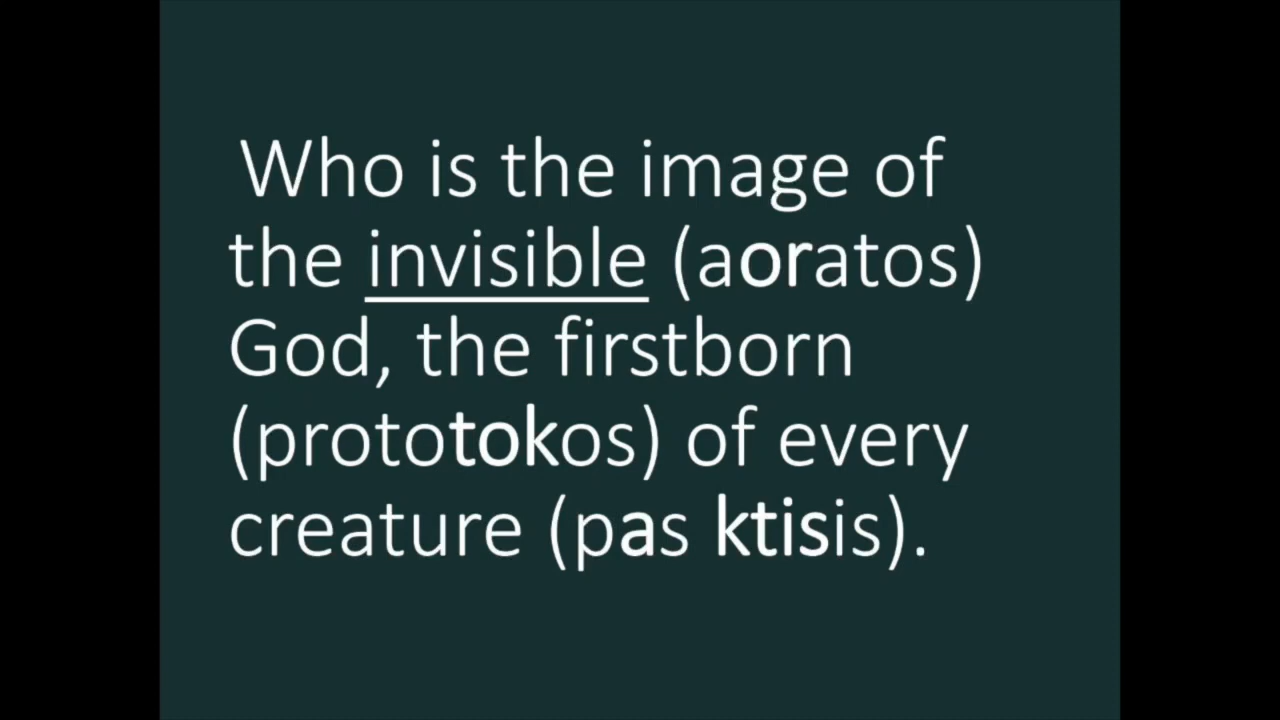 Who is the image of
the invisible (aoratos)
God, the firstborn
(prototokos) of every
creature (pas ktisis).